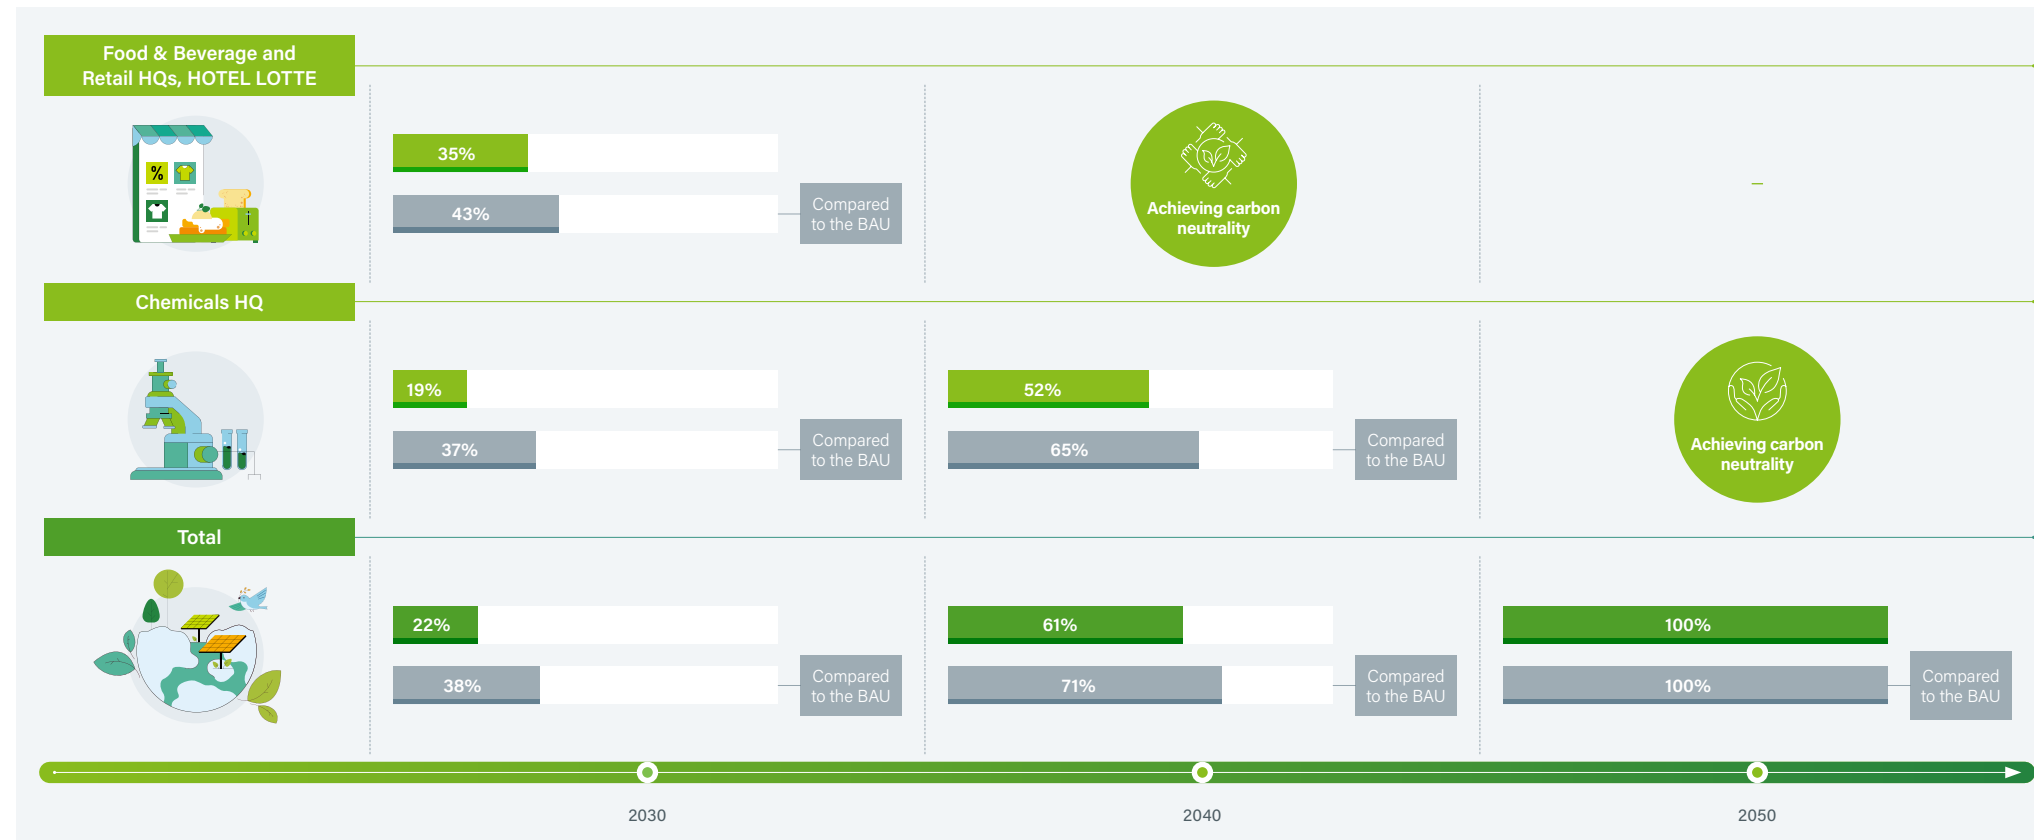 Food & Beverage and
Retail HQs, HOTEL LOTTE
%
35%
43%
Compared
to the BAU
Achieving carbon
neutrality
–
Chemicals HQ
19%
37%
Compared
to the BAU
52%
65%
Compared
to the BAU
Achieving carbon
neutrality
Total
22%
38%
Compared
to the BAU
61%
71%
Compared
to the BAU
100%
100%
Compared
to the BAU
2030
2040
2050